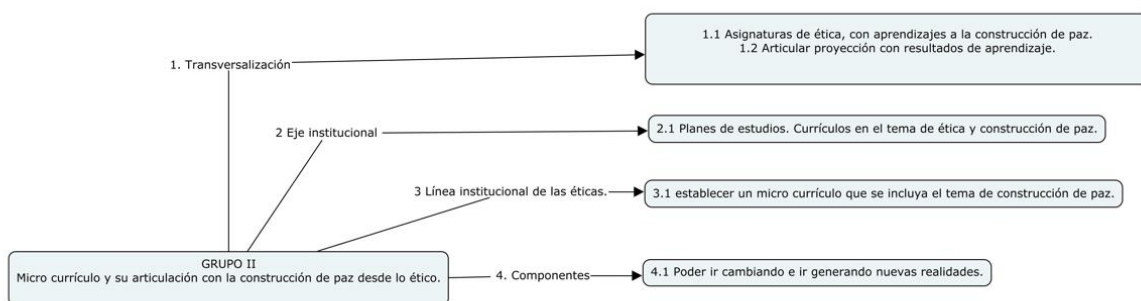 1.1 Asignaturas de ética, con aprendizajes a la construcción de paz.
1.2 Articular proyección con resultados de aprendizaje.
1. Transversalización
2 Eje institucional
2.1 Planes de estudios. Currículos en el tema de ética y construcción de paz.
3 Línea institucional de las éticas.
3.1 establecer un micro currículo que se incluya el tema de construcción de paz.
GRUPO II
Micro currículo y su articulación con la construcción de paz desde lo ético.
4. Componentes
4.1 Poder ir cambiando e ir generando nuevas realidades.